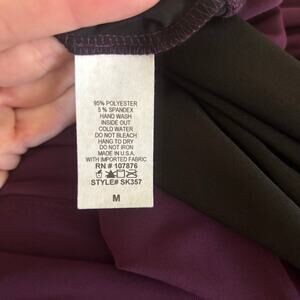 95% POLYESTER
5 % SPANDEX
HAND WASH
INSIDE OUT
COLD WATER
DO NOT BLEACH
HANG TO DRY
DO NOT IRON
MADE IN U.S.A.
WITH IMPORTED FABRIC
RN # 107876
STYLE# SK357
M